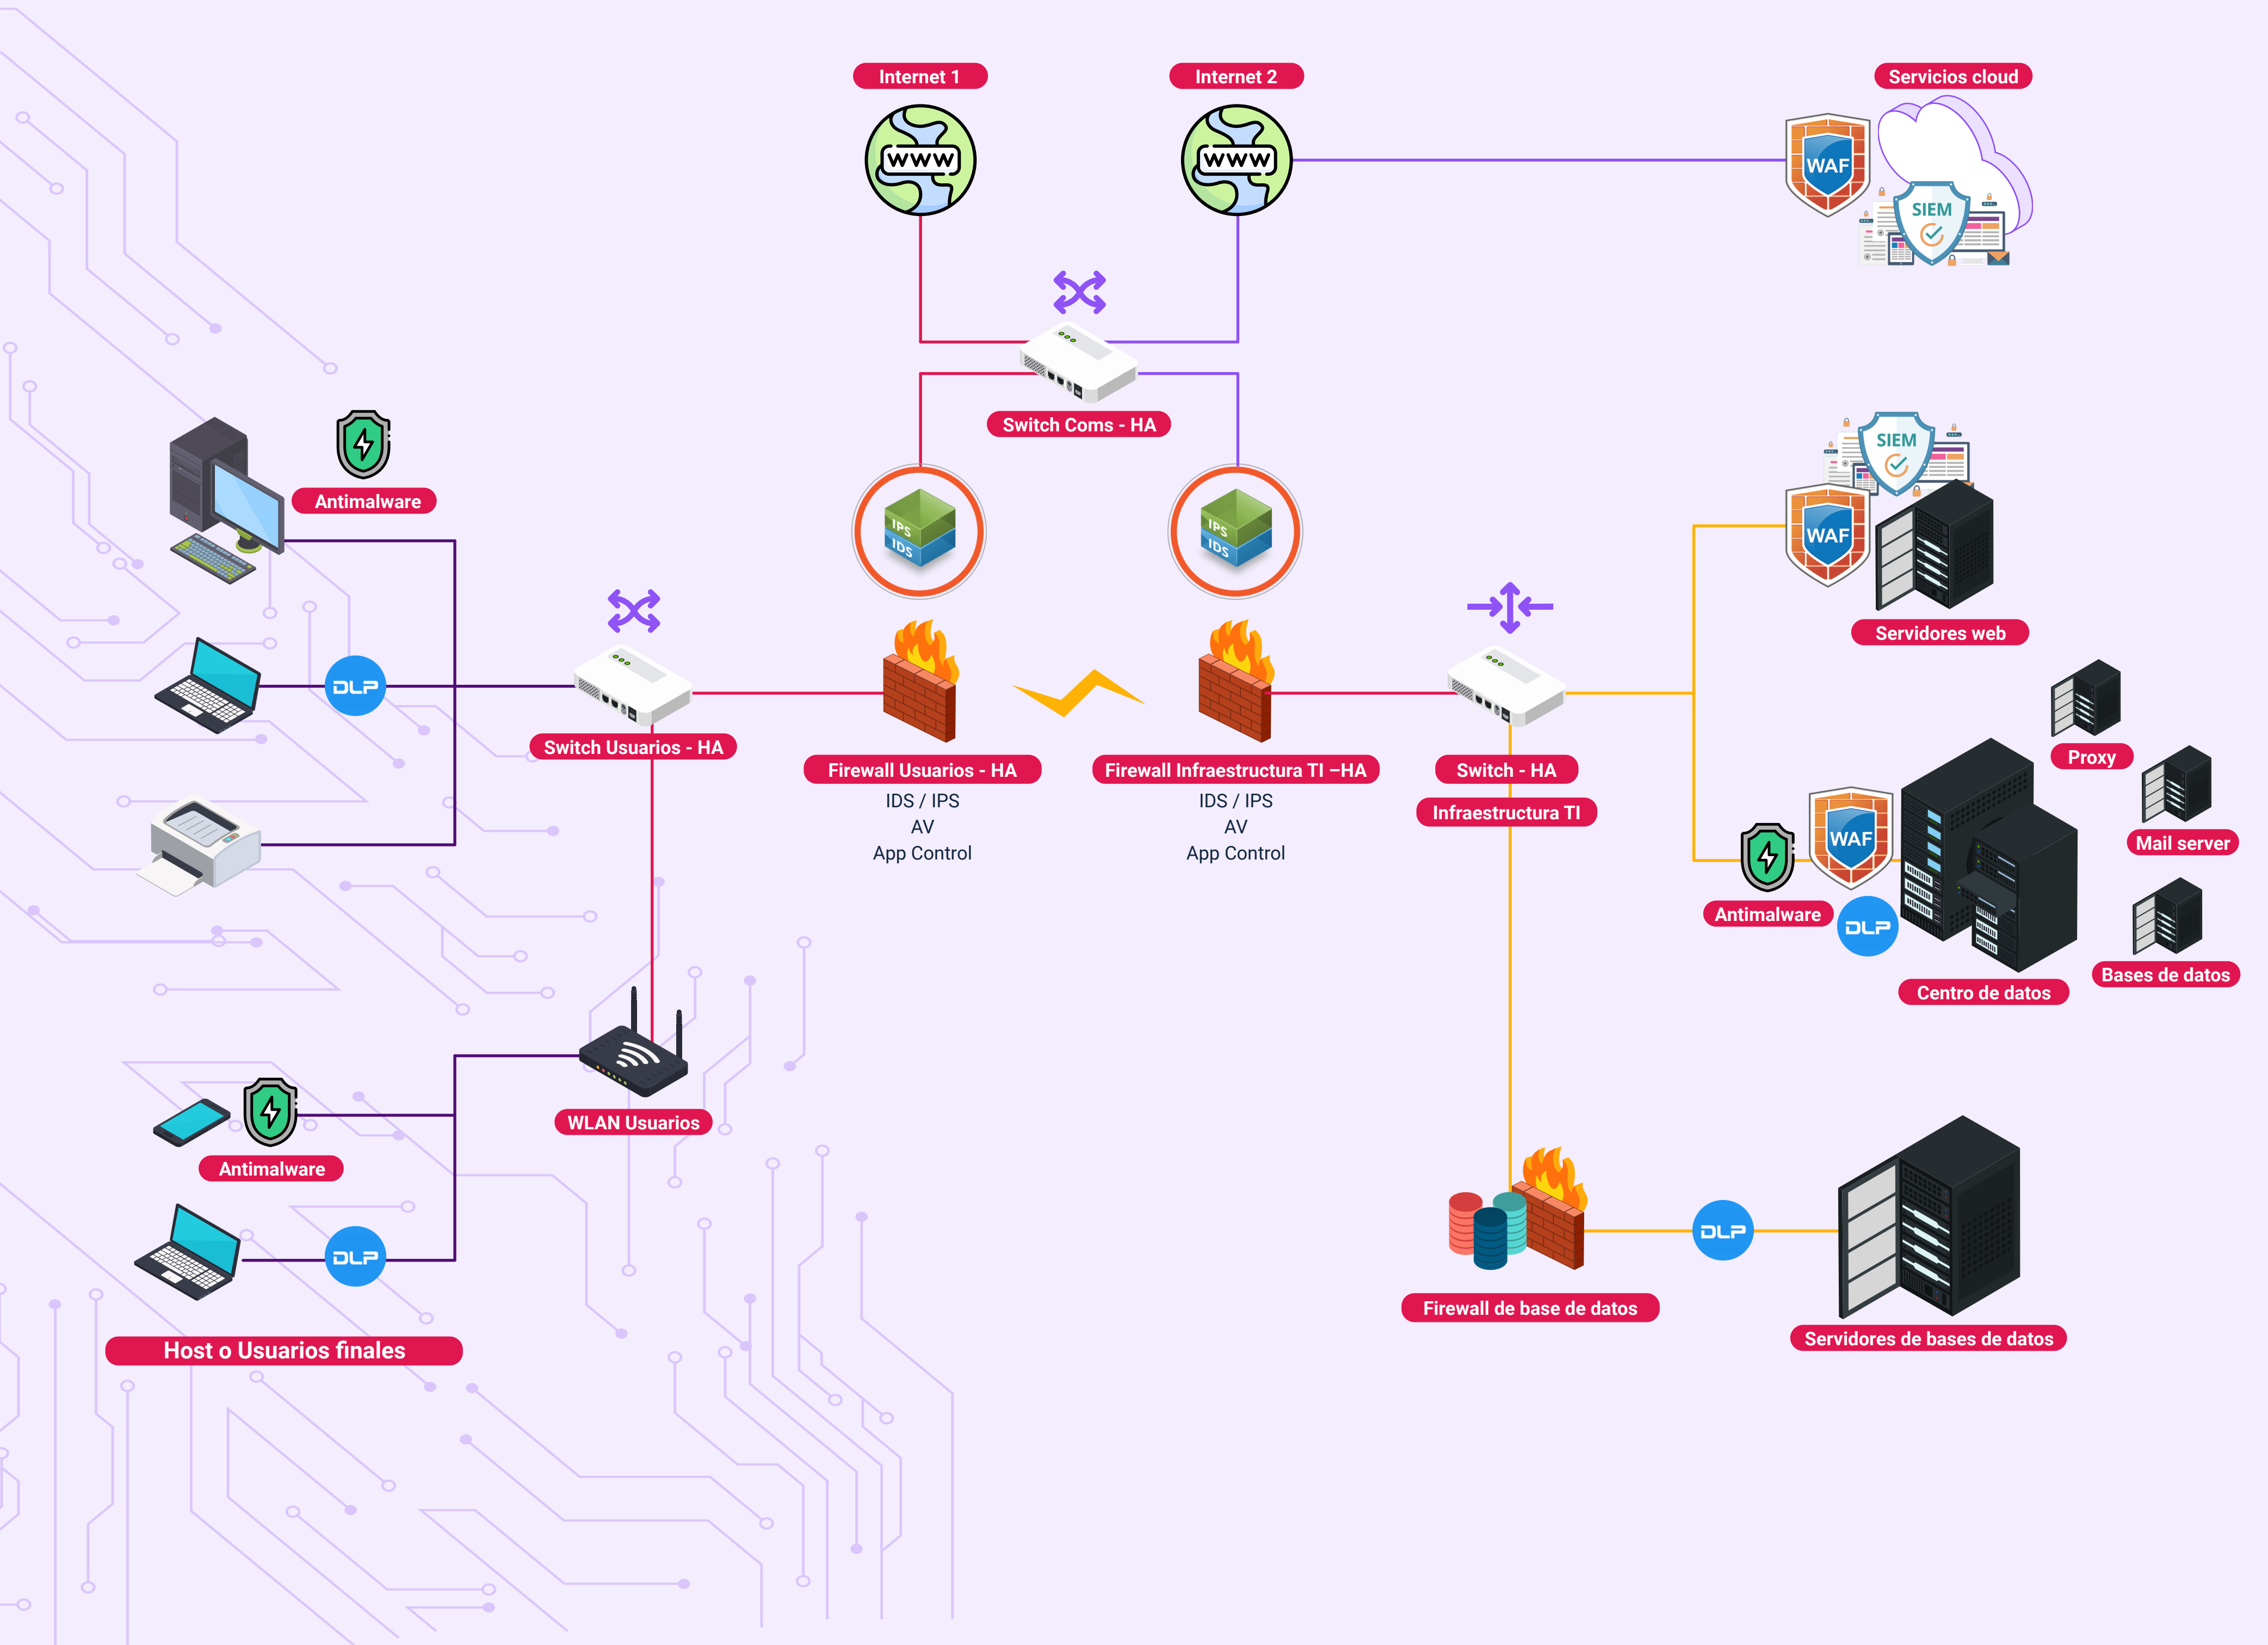 Internet 1
Internet 2
Servicios cloud
WWW
WWW
WAF
SIEM
Switch Coms - HA
Antimalware
IPS
IDS
IPS
IDS
SIEM
WAF
Servidores web
DLP
Switch Usuarios - HA
Firewall Usuarios - HA
IDS / IPS
AV
App Control
Firewall Infraestructura TI –HA
IDS / IPS
AV
App Control
Switch - HA
Infraestructura TI
Proxy
Mail server
WAF
Antimalware
DLP
Bases de datos
Centro de datos
WLAN Usuarios
Antimalware
DLP
Host o Usuarios finales
DLP
Firewall de base de datos
Servidores de bases de datos